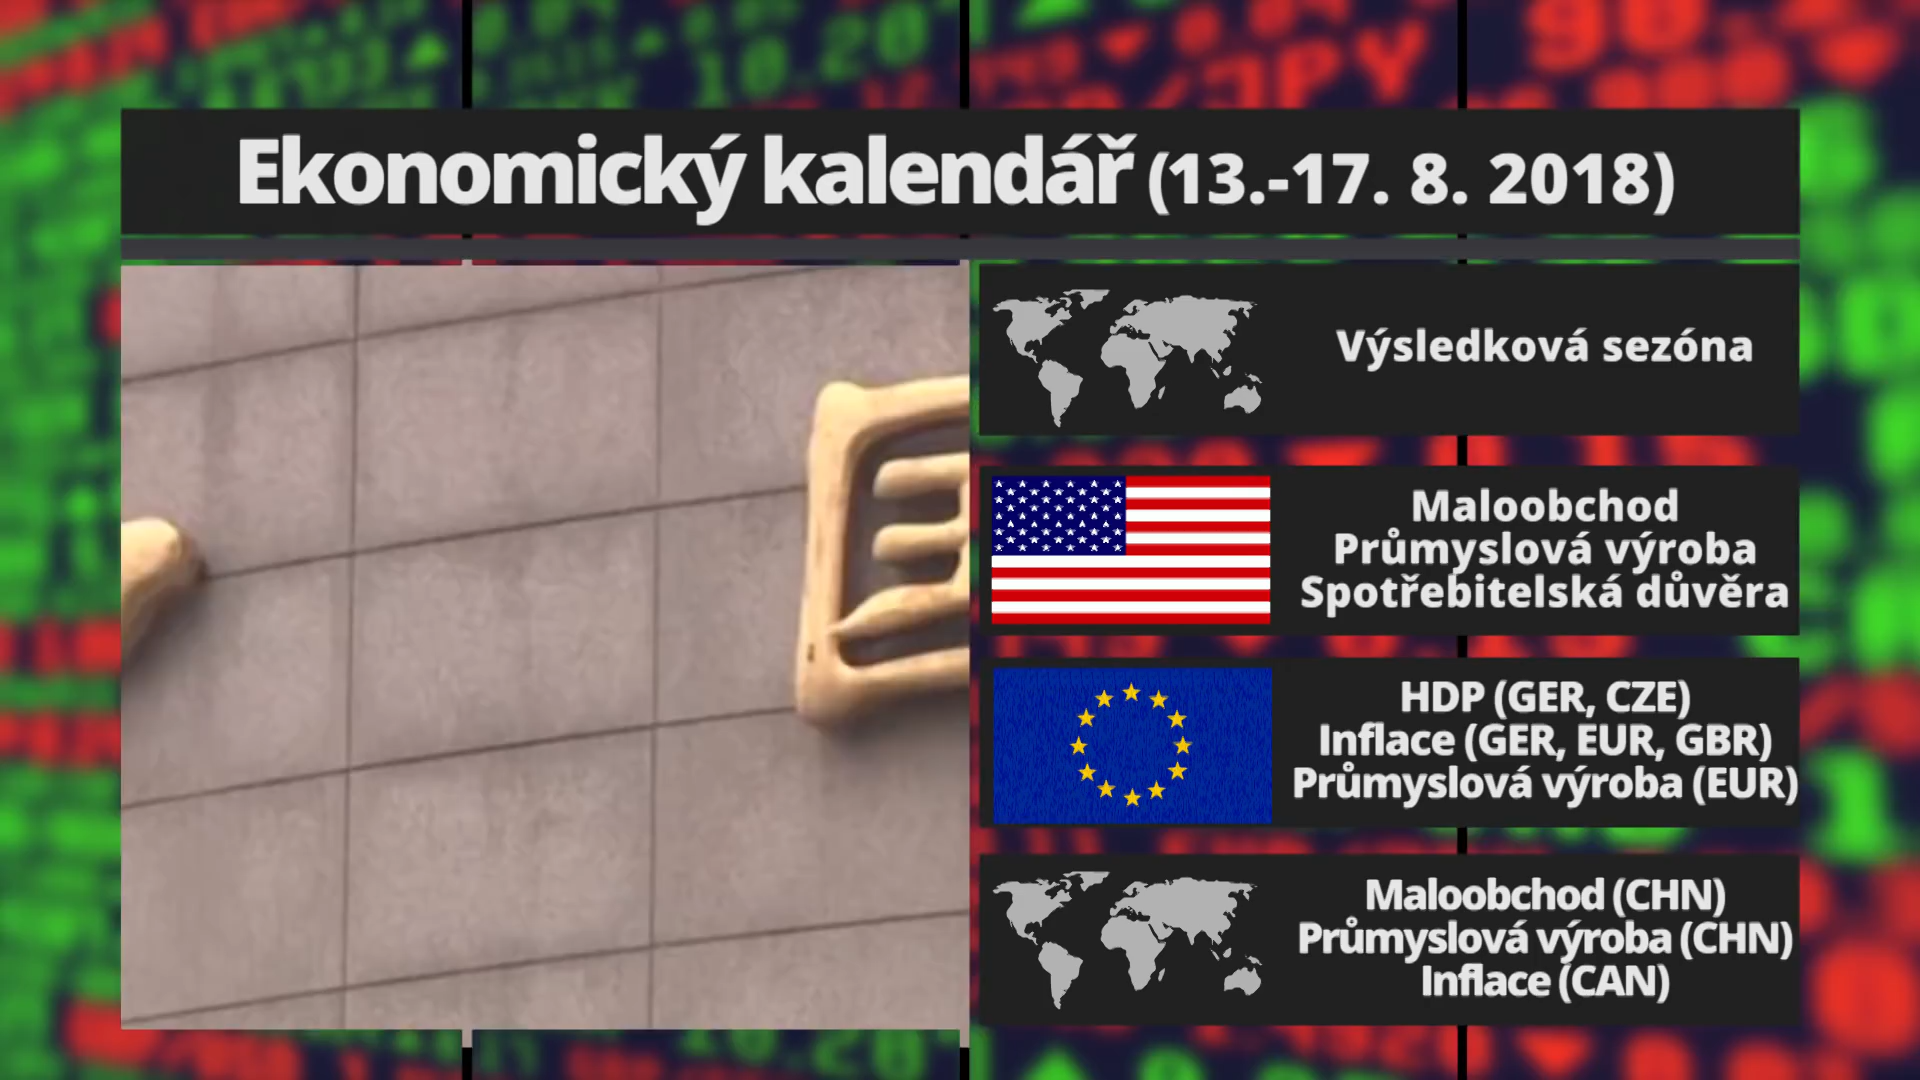 Ekonomický kalendář (13.-17. 8. 2018)
Výsledková sezóna
Maloobchod
Průmyslová výroba
Spotřebitelská důvěra
HDP (GER, CZE)
Inflace (GER, EUR, GBR)
Průmyslová výroba (EUR)
Maloobchod (CHN)
Průmyslová výroba (CHN)
Inflace (CAN)